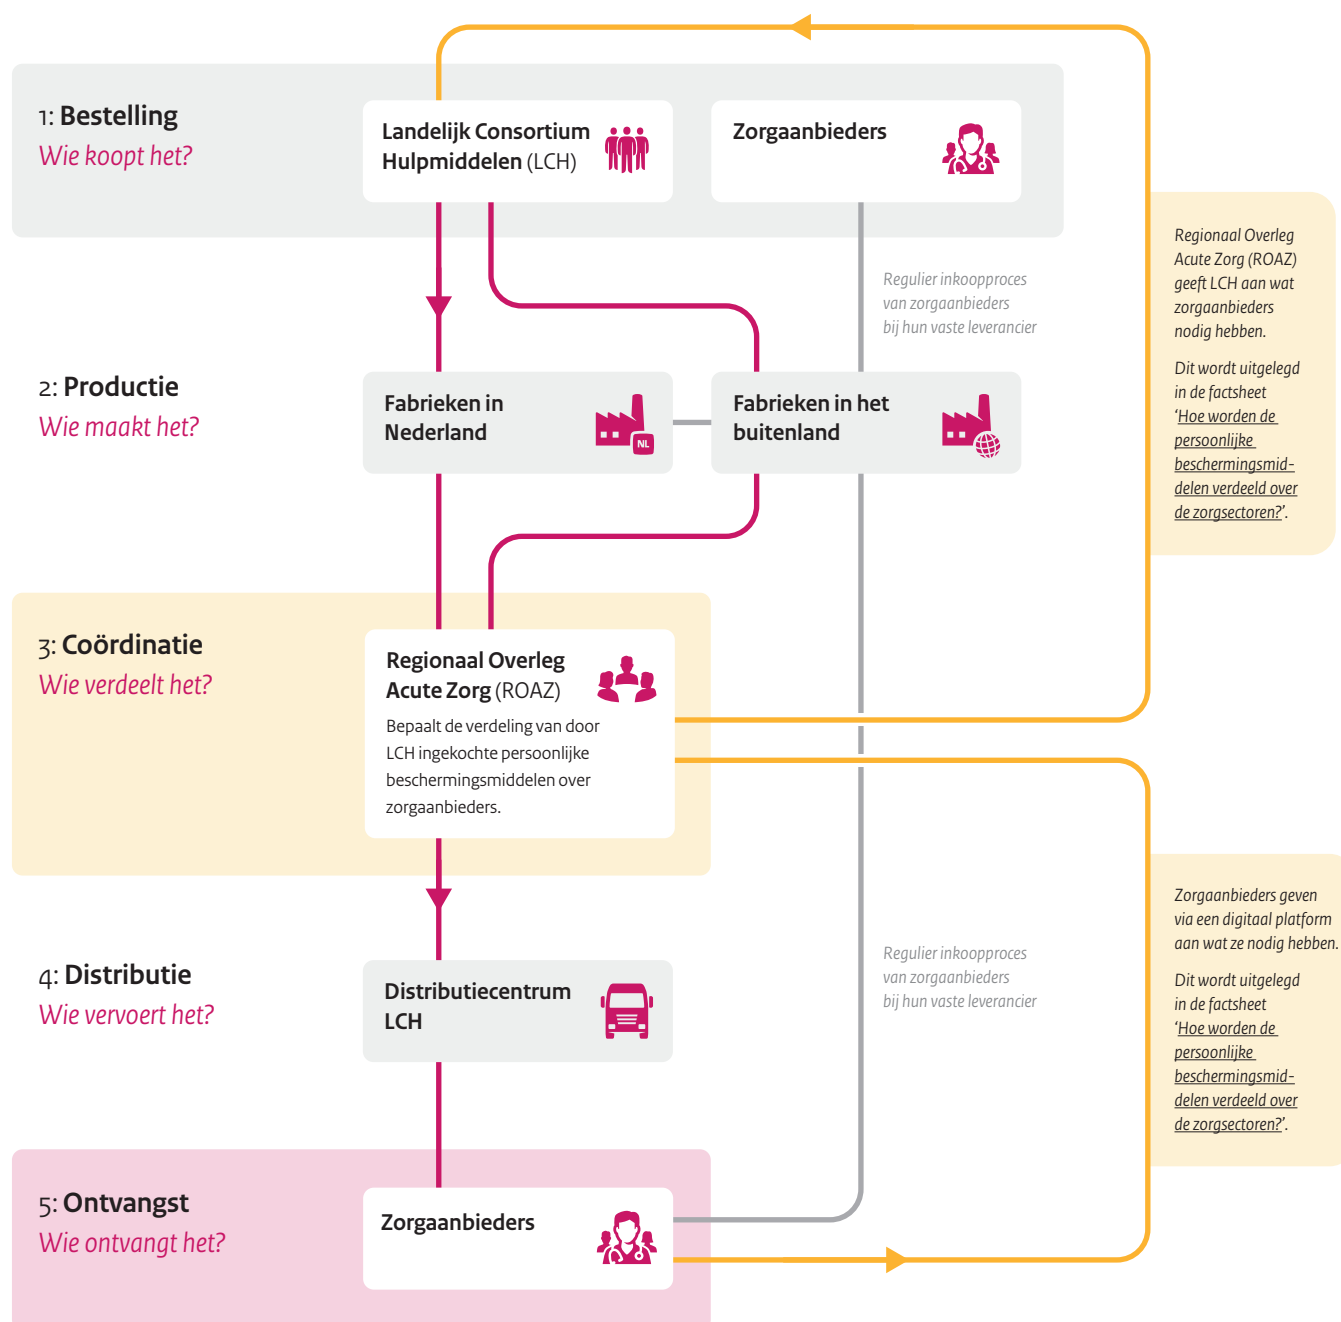 1: Bestelling
Wie koopt het?
Landelijk Consortium
Hulpmiddelen (LCH)
Zorgaanbieders
Regulier inkoopproces
van zorgaanbieders
bij hun vaste leverancier
Regionaal Overleg
Acute Zorg (ROAZ)
geeft LCH aan wat
zorgaanbieders
nodig hebben.
Dit wordt uitgelegd
in de factsheet
‘Hoe worden de
persoonlijke
beschermingsmid-
delen verdeeld over
de zorgsectoren?’.
2: Productie
Wie maakt het?
Fabrieken in
Nederland
NL
Fabrieken in het
buitenland
3: Coördinatie
Wie verdeelt het?
Regionaal Overleg
Acute Zorg (ROAZ)
Bepaalt de verdeling van door
LCH ingekochte persoonlijke
beschermingsmiddelen over
zorgaanbieders.
4: Distributie
Wie vervoert het?
Distributiecentrum
LCH
Regulier inkoopproces
van zorgaanbieders
bij hun vaste leverancier
Zorgaanbieders geven
via een digitaal platform
aan wat ze nodig hebben.
Dit wordt uitgelegd
in de factsheet
‘Hoe worden de
persoonlijke
beschermingsmid-
delen verdeeld over
de zorgsectoren?’.
5: Ontvangst
Wie ontvangt het?
Zorgaanbieders